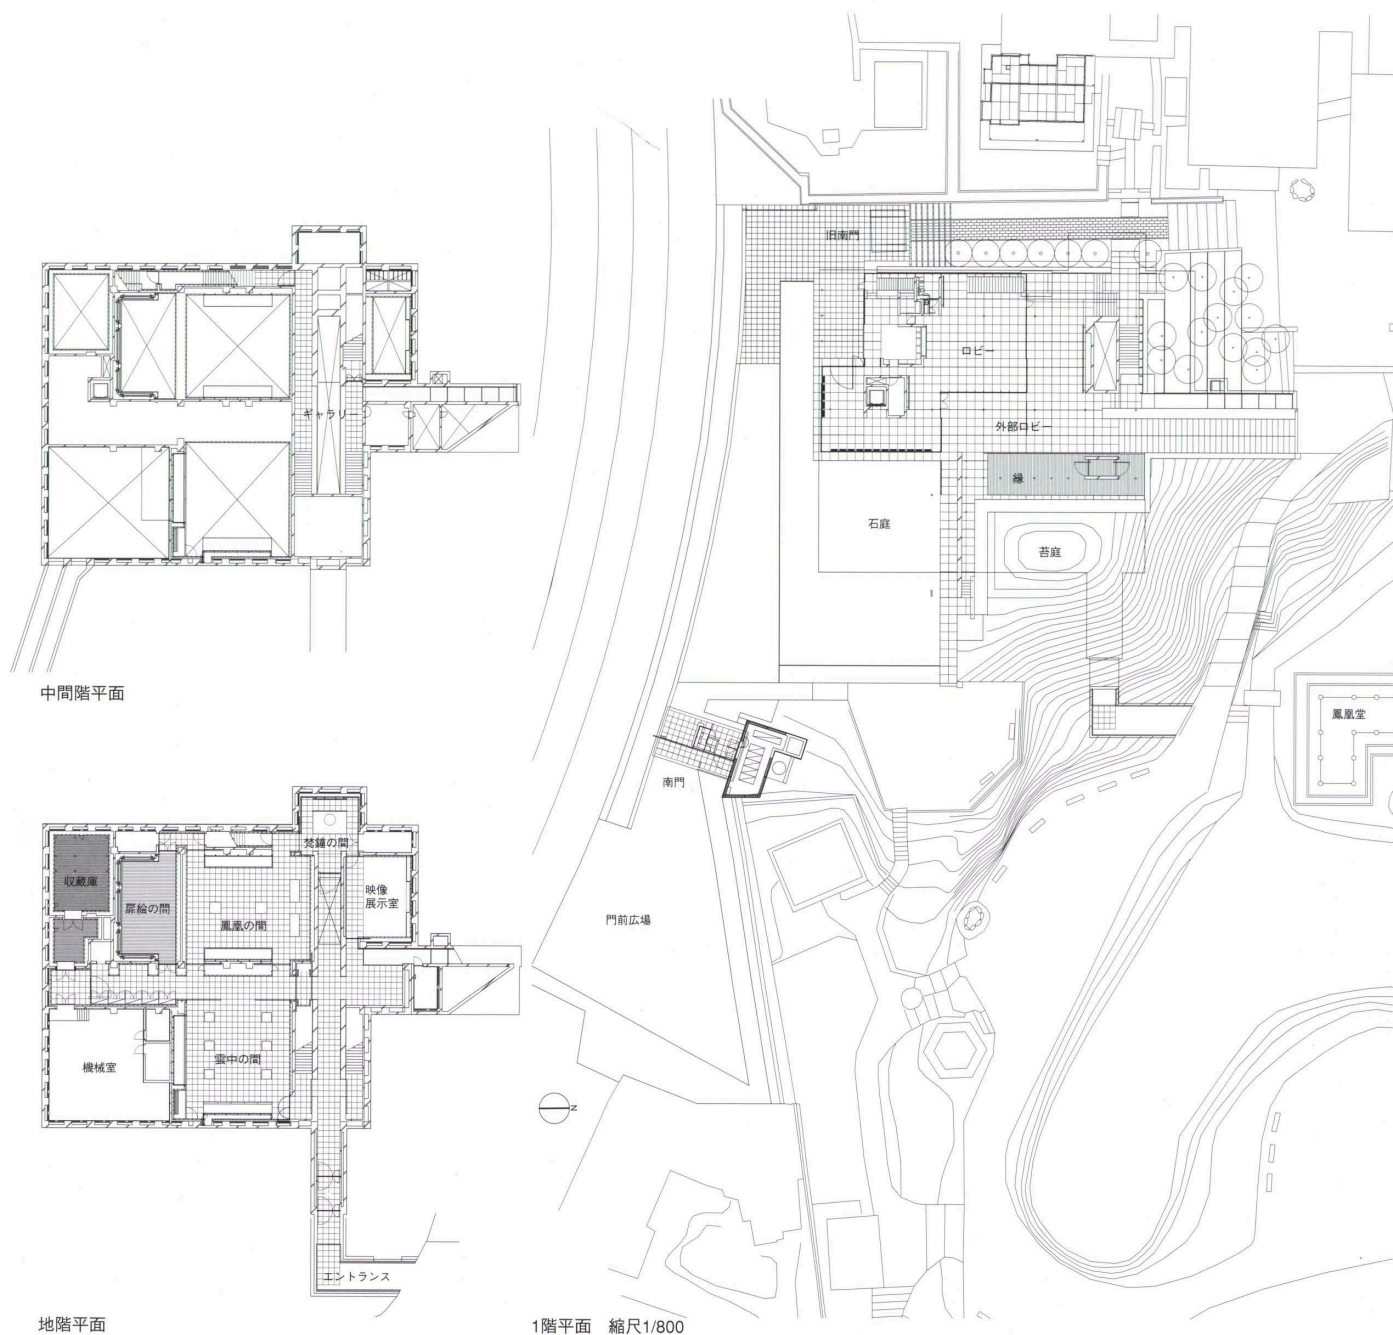 ギャラリー
中間階平面
収蔵庫
扉絵の間
鳳凰の間
梵鐘の間
映像
展示室
機械室
雲中の間
エントランス
地階平面
旧南門
ロビー
外部ロビー
縁
石庭
苔庭
鳳凰堂
南門
門前広場
N
1階平面 縮尺1/800